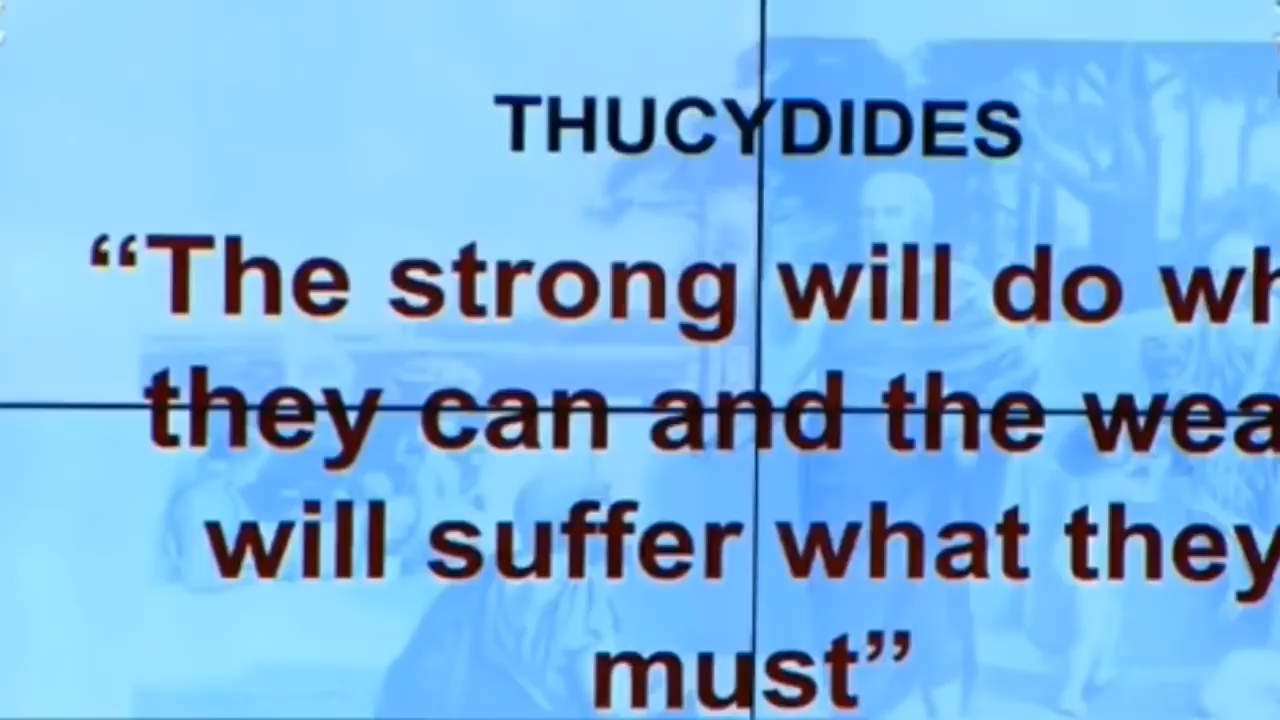 THUCYDIDES
“The strong will do wh
they can and the wea
will suffer what they
must”